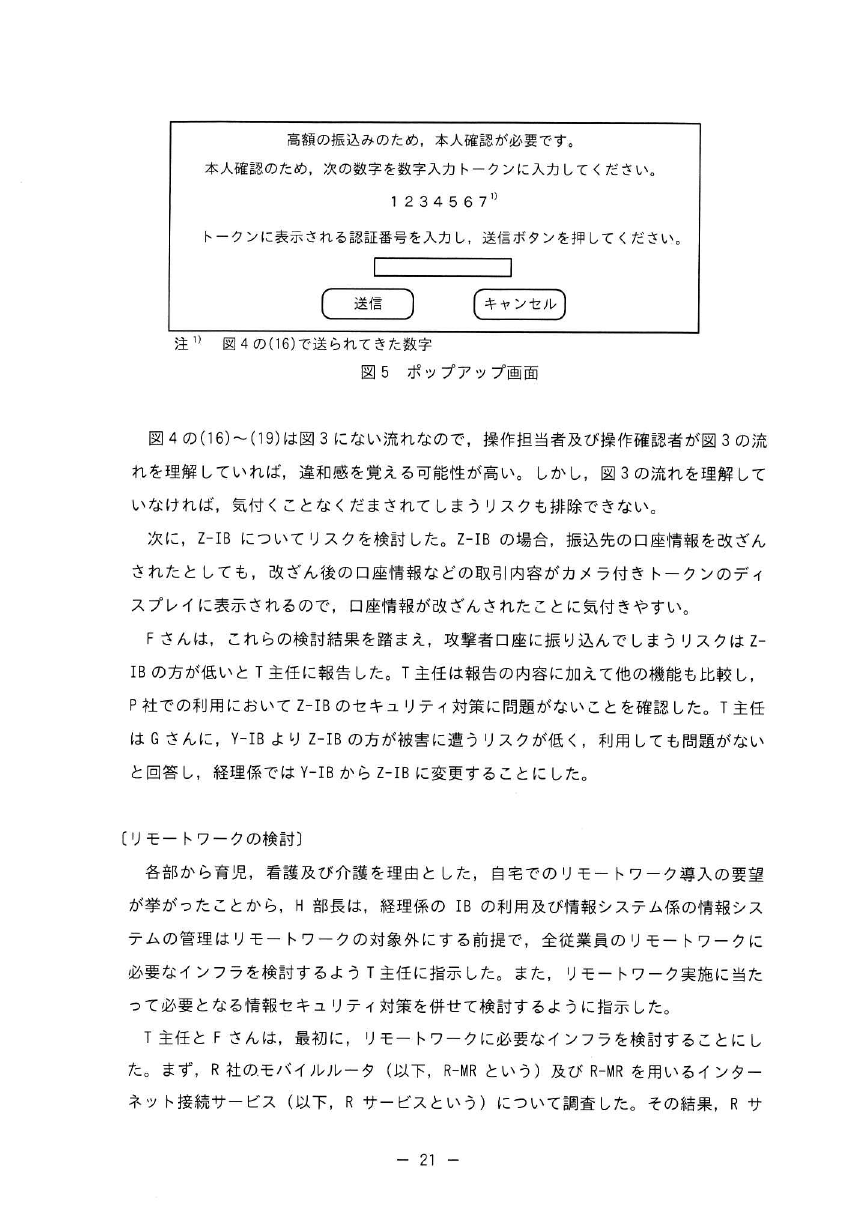 高額の振込みのため，本人確認が必要です。
本人確認のため，次の数字を数字入力トークンに入力してください。
１２３４５６７¹⁾
トークンに表示される認証番号を入力し，送信ボタンを押してください。
送信 キャンセル
注¹⁾ 図４の(16)で送られてきた数字
図５ ポップアップ画面
図４の(16)～(19)は図３にない流れなので，操作担当者及び操作確認者が図３の流
れを理解していれば，違和感を覚える可能性が高い。しかし，図３の流れを理解して
いなければ，気付くことなくだまされてしまうリスクも排除できない。
次に，Z-IB についてリスクを検討した。Z-IB の場合，振込先の口座情報を改ざん
されたとしても，改ざん後の口座情報などの取引内容がカメラ付きトークンのディ
スプレイに表示されるので，口座情報が改ざんされたことに気付きやすい。
Ｆさんは，これらの検討結果を踏まえ，攻撃者口座に振り込んでしまうリスクは Z-
IB の方が低いとＴ主任に報告した。Ｔ主任は報告の内容に加えて他の機能も比較し，
Ｐ社での利用において Z-IB のセキュリティ対策に問題がないことを確認した。Ｔ主任
は G さんに，Y-IB より Z-IB の方が被害に遭うリスクが低く，利用しても問題がない
と回答し，経理係では Y-IB から Z-IB に変更することにした。
〔リモートワークの検討〕
各部から育児，看護及び介護を理由とした，自宅でのリモートワーク導入の要望
が挙がったことから，H 部長は，経理係の IB の利用及び情報システム係の情報シス
テムの管理はリモートワークの対象外にする前提で，全従業員のリモートワークに
必要なインフラを検討するようＴ主任に指示した。また，リモートワーク実施に当た
って必要となる情報セキュリティ対策を併せて検討するように指示した。
Ｔ主任と F さんは，最初に，リモートワークに必要なインフラを検討することにし
た。まず，R 社のモバイルルータ（以下，R-MR という）及び R-MR を用いるインター
ネット接続サービス（以下，R サービスという）について調査した。その結果，R サ
－ 21 －